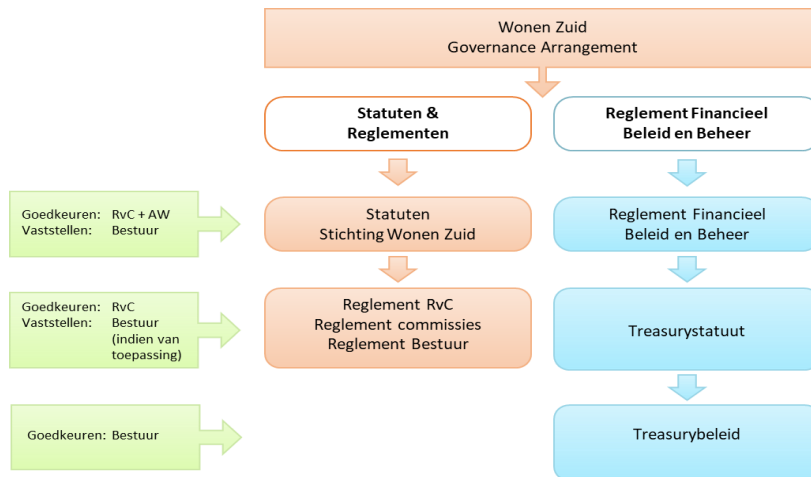 Wonen Zuid
Governance Arrangement
Statuten &
Reglementen
Reglement Financieel
Beleid en Beheer
Goedkeuren: RvC + AW
Vaststellen: Bestuur
Statuten
Stichting Wonen Zuid
Reglement Financieel
Beleid en Beheer
Goedkeuren: RvC
Vaststellen: Bestuur
(indien van
toepassing)
Reglement RvC
Reglement commissies
Reglement Bestuur
Treasurystatuut
Goedkeuren: Bestuur
Treasurybeleid